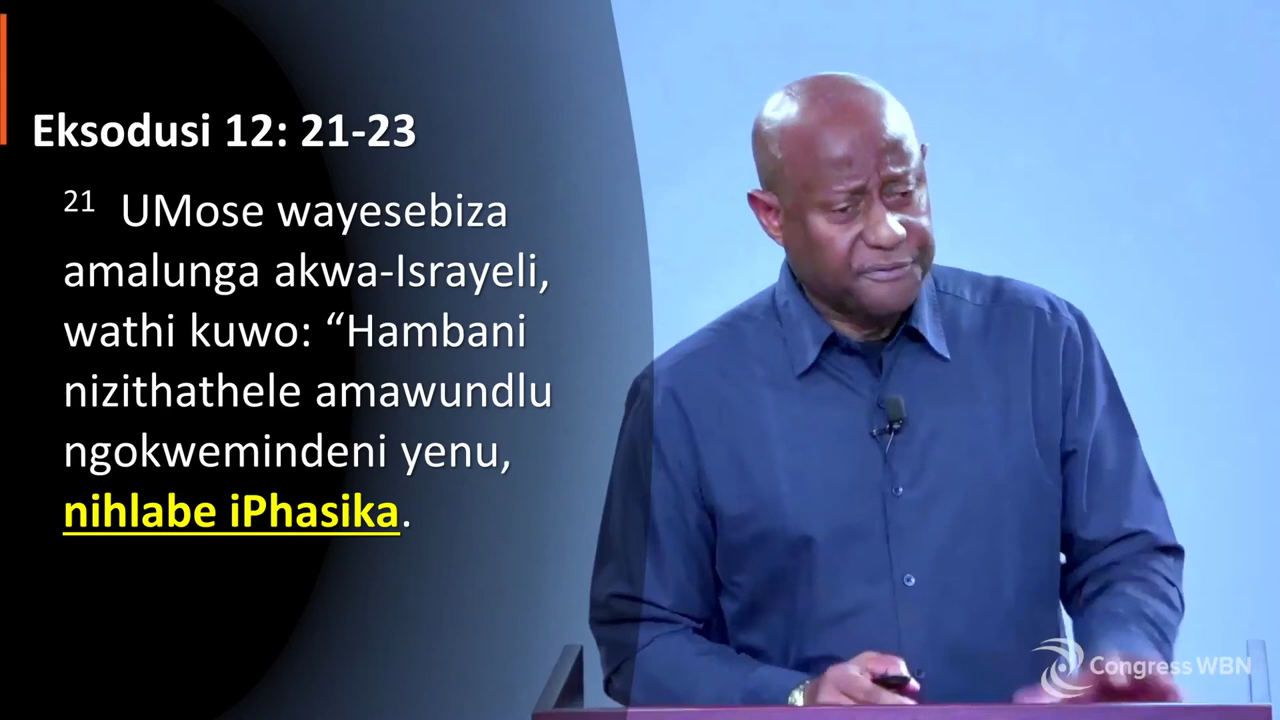 Eksodusi 12: 21-23
21 UMose wayesebiza
amalunga akwa-Israyeli,
wathi kuwo: “Hambani
nizithathele amawundlu
ngokwemindeni yenu,
nihlabe iPhasika.
Congress WBN